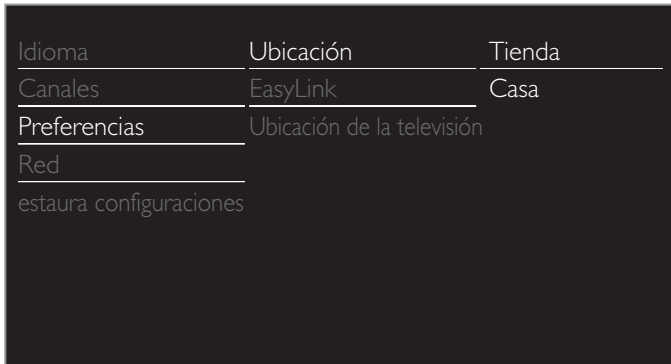 Idioma
Canales
Preferencias
Red
estaura configuraciones
Ubicación
EasyLink
Ubicación de la televisión
Tienda
Casa